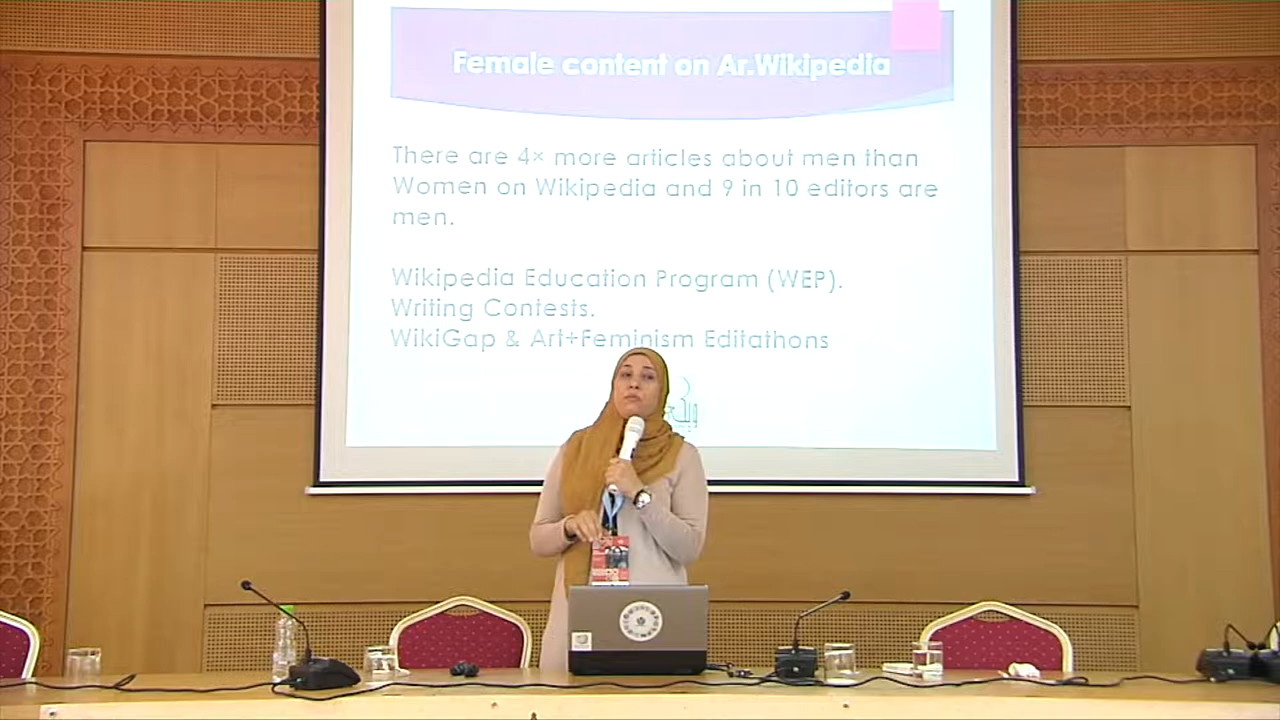 Female content on Ar.Wikipedia
There are 4× more articles about men than
Women on Wikipedia and 9 in 10 editors are
men.
Wikipedia Education Program (WEP).
Writing Contests.
WikiGap & Art+Feminism Editathons